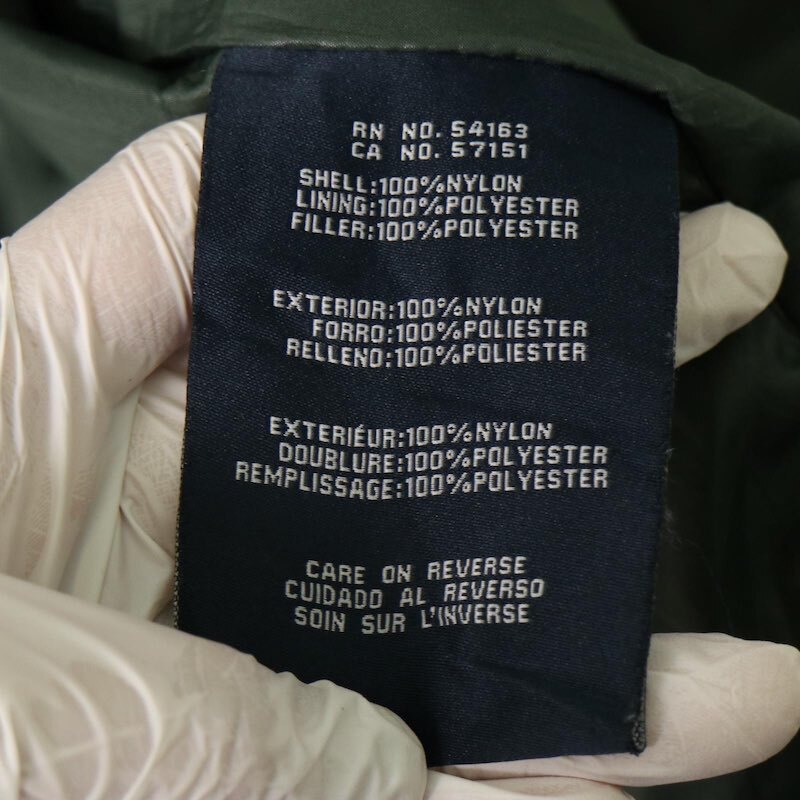 RN NO. 54163
CA NO. 57151
SHELL:100%NYLON
LINING:100%POLYESTER
FILLER:100%POLYESTER
EXTERIOR:100%NYLON
FORRO:100%POLIESTER
RELLENO:100%POLIESTER
EXTERIÉUR:100%NYLON
DOUBLURE:100%POLYESTER
REMPLISSAGE:100%POLYESTER
CARE ON REVERSE
CUIDADO AL REVERSO
SOIN SUR L'INVERSE